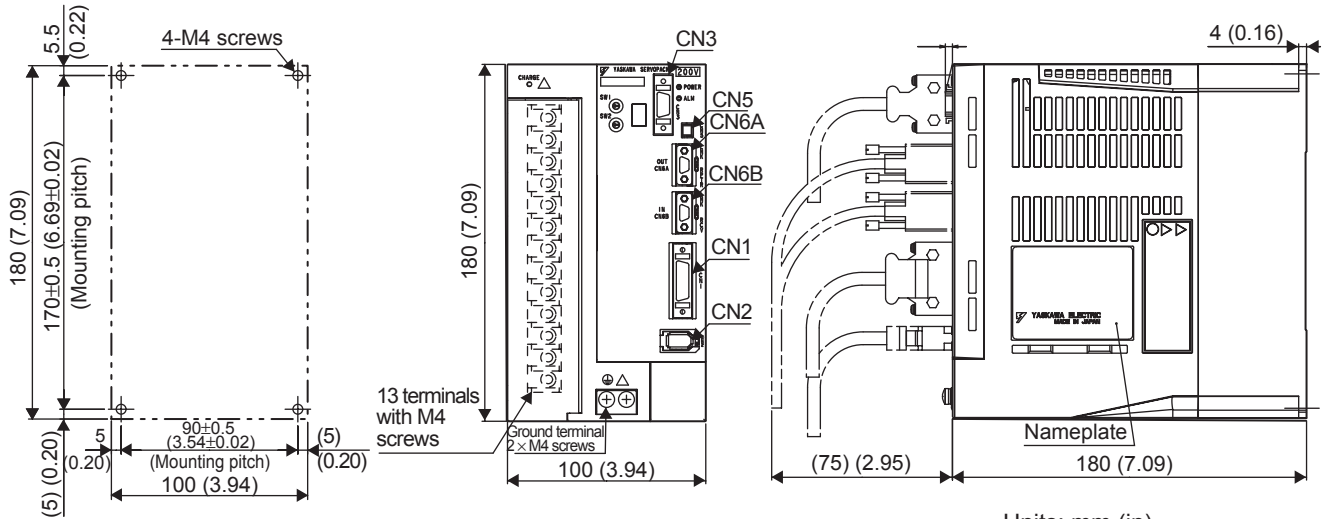 5.5
(0.22)
4-M4 screws
180 (7.09)
170±0.5 (6.69±0.02)
(Mounting pitch)
5
(0.20)
90±0.5
(3.54±0.02)
(Mounting pitch)
(5)
(0.20)
100 (3.94)
(5) (0.20)
CN3
CHARGE
YASKAWA SERVOPACK
200V
POWER
ALM
SW1
SW2
CN5
CN6A
OUT
CN6A
CN6B
IN
CN6B
CN1
CN2
180 (7.09)
13 terminals
with M4
screws
Ground terminal
2×M4 screws
100 (3.94)
4 (0.16)
YASKAWA ELECTRIC
MADE IN JAPAN
Nameplate
(75) (2.95)
180 (7.09)
Units: mm (in)